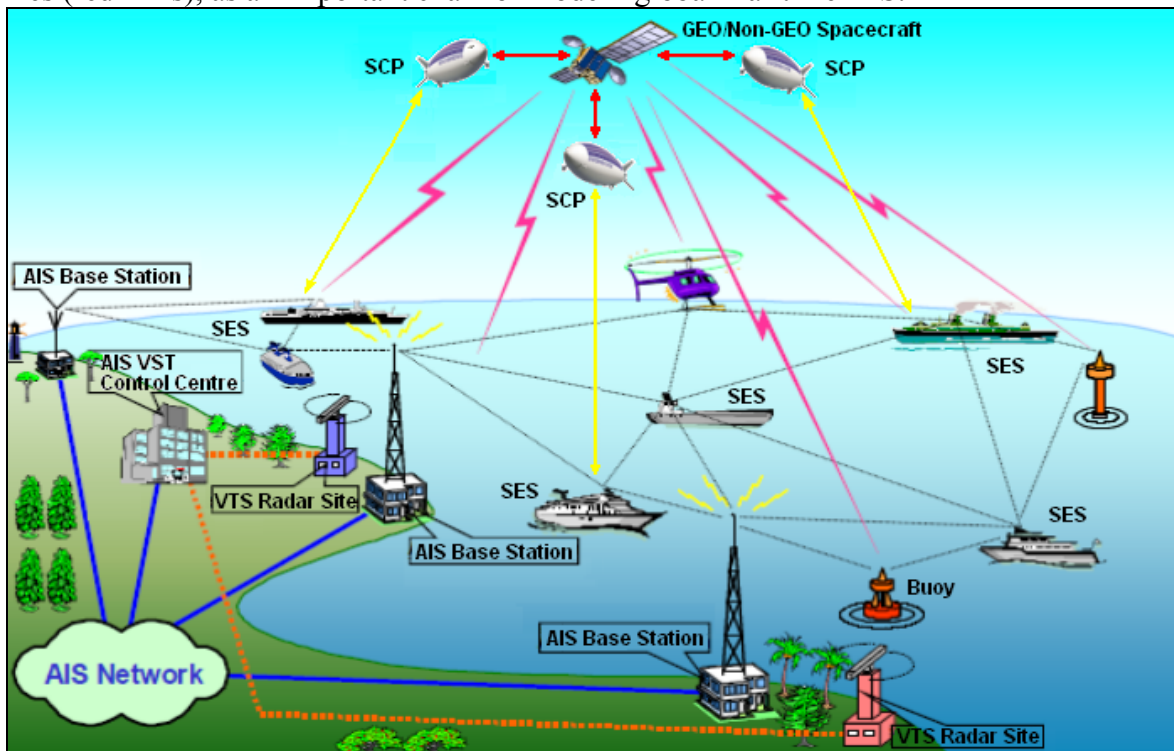 GEO/Non-GEO Spacecraft
SCP
SCP
SCP
AIS Base Station
SES
AIS VST
Control Centre
SES
SES
VTS Radar Site
SES
SES
AIS Base Station
Buoy
AIS Base Station
AIS Network
VTS Radar Site